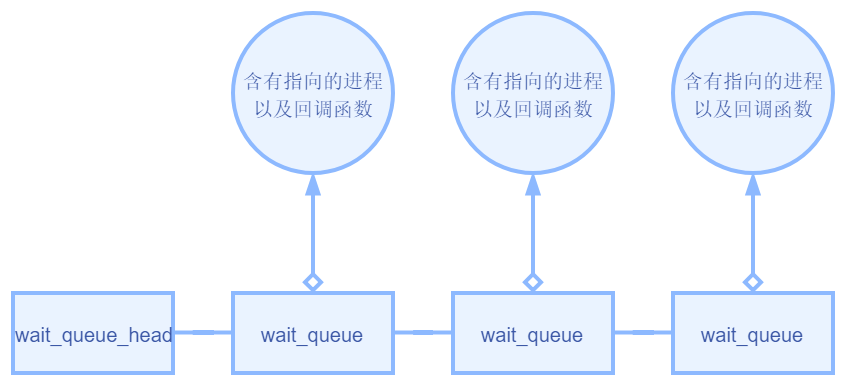 含有指向的进程
以及回调函数
含有指向的进程
以及回调函数
含有指向的进程
以及回调函数
wait_queue_head
wait_queue
wait_queue
wait_queue